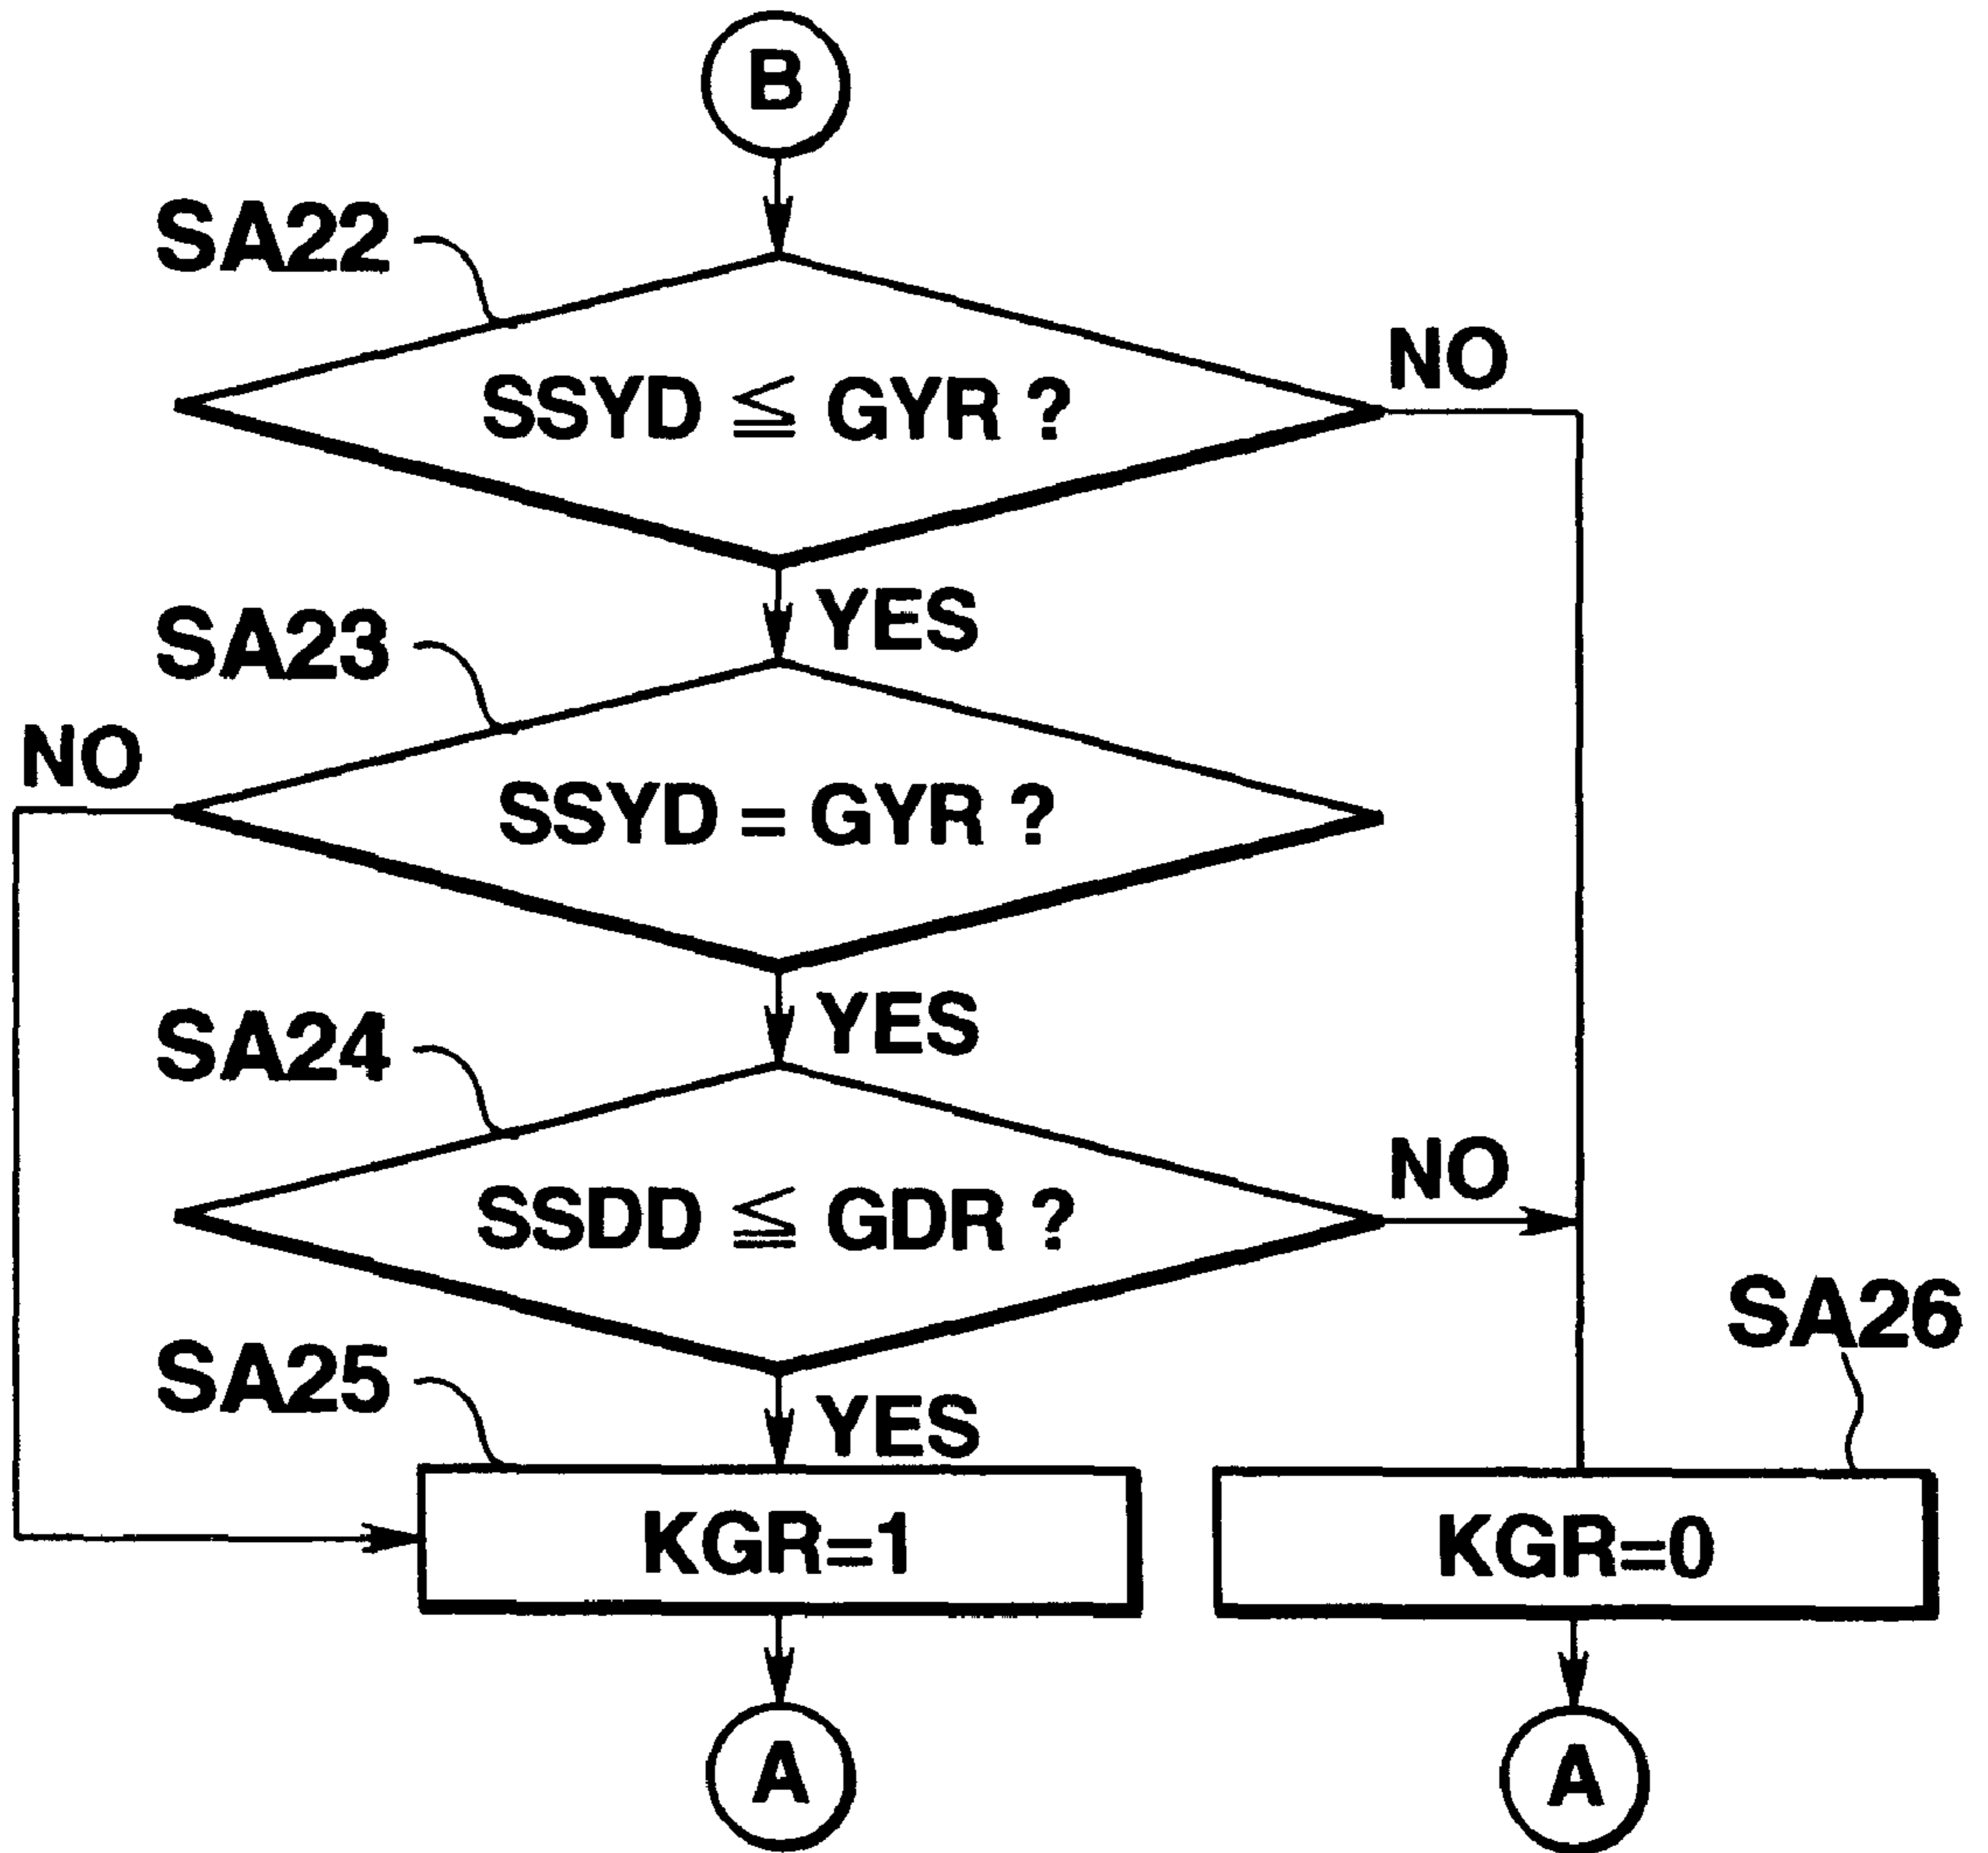 B
SA22
SSYD ≦ GYR ?
NO
YES
SA23
NO
SSYD = GYR ?
YES
SA24
SSDD ≦ GDR ?
NO
SA26
SA25
YES
KGR=1
KGR=0
A
A